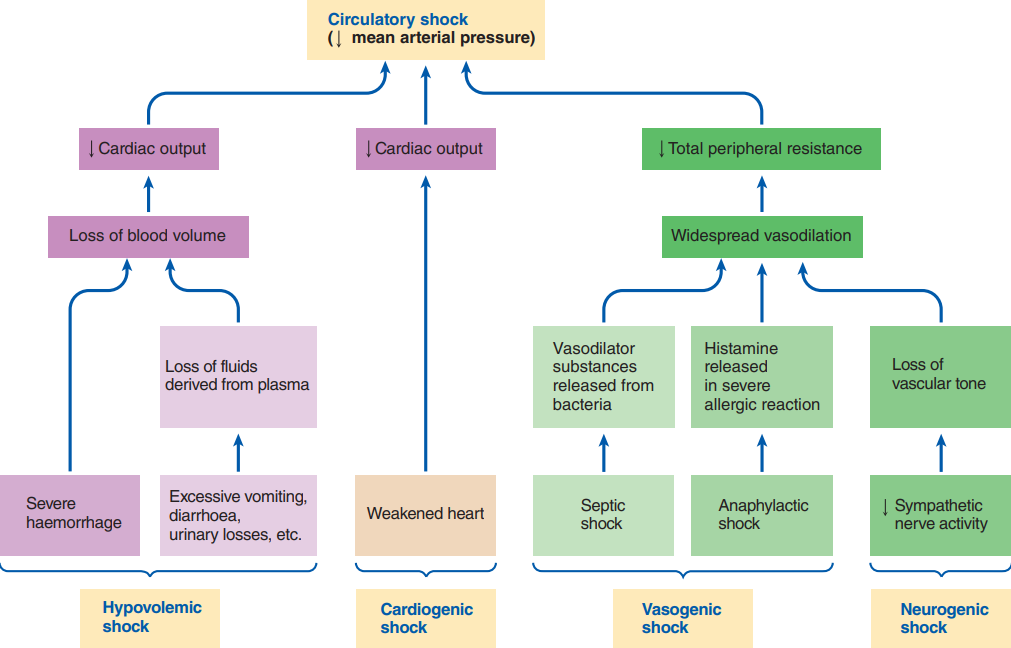 Circulatory shock
(↓ mean arterial pressure)
↓ Cardiac output
↓ Cardiac output
↓ Total peripheral resistance
Loss of blood volume
Widespread vasodilation
Loss of fluids
derived from plasma
Vasodilator
substances
released from
bacteria
Histamine
released
in severe
allergic reaction
Loss of
vascular tone
Severe
haemorrhage
Excessive vomiting,
diarrhoea,
urinary losses, etc.
Weakened heart
Septic
shock
Anaphylactic
shock
↓ Sympathetic
nerve activity
Hypovolemic
shock
Cardiogenic
shock
Vasogenic
shock
Neurogenic
shock